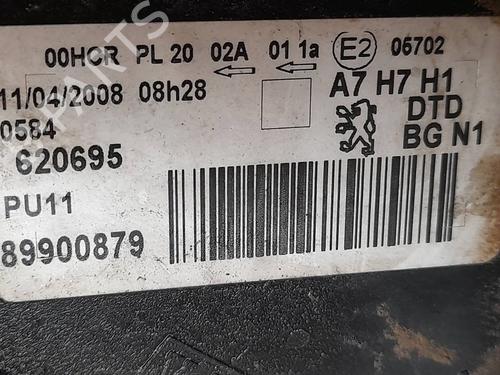 00HCR PL 20 02A 01 1a E2 06702
11/04/2008 08h28
A7 H7 H1
0584
DTD
620695
BG N1
PU11
89900879
PARTS